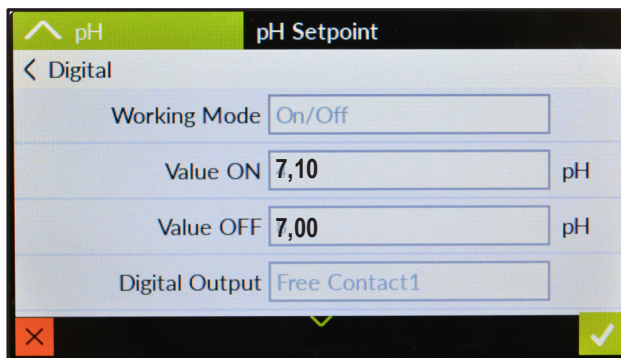 pH pH Setpoint
Digital
Working Mode On/Off
Value ON 7,10 pH
Value OFF 7,00 pH
Digital Output Free Contact1